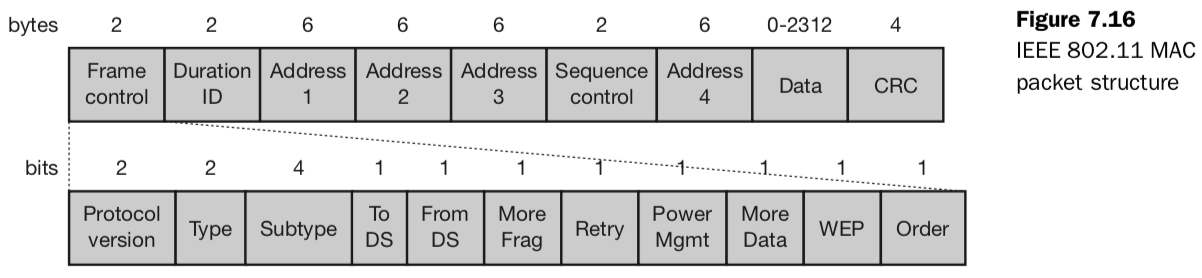 bytes 2 2 6 6 6 2 6 0-2312 4
Frame control Duration ID Address 1 Address 2 Address 3 Sequence control Address 4 Data CRC
bits 2 2 4 1 1 1 1 1 1 1 1
Protocol version Type Subtype To DS From DS More Frag Retry Power Mgmt More Data WEP Order
Figure 7.16
IEEE 802.11 MAC
packet structure